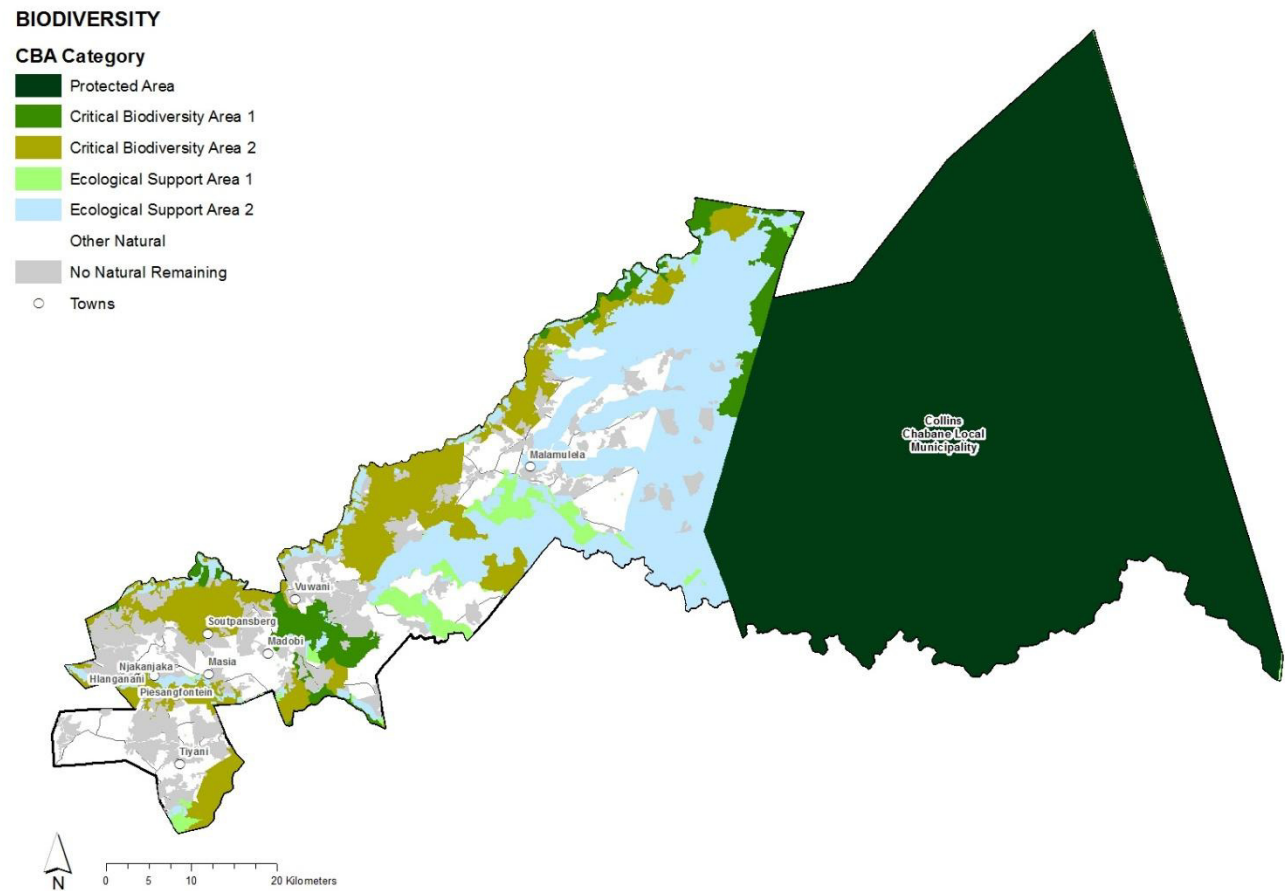 BIODIVERSITY
CBA Category
Protected Area
Critical Biodiversity Area 1
Critical Biodiversity Area 2
Ecological Support Area 1
Ecological Support Area 2
Other Natural
No Natural Remaining
Towns
Collins
Chabane Local
Municipality
Malamulela
Vuwani
Soutpansberg
Madobi
Njakanjaka
Masia
Hlanganani
Piesangfontein
Tiyani
N
0 5 10 20 Kilometers